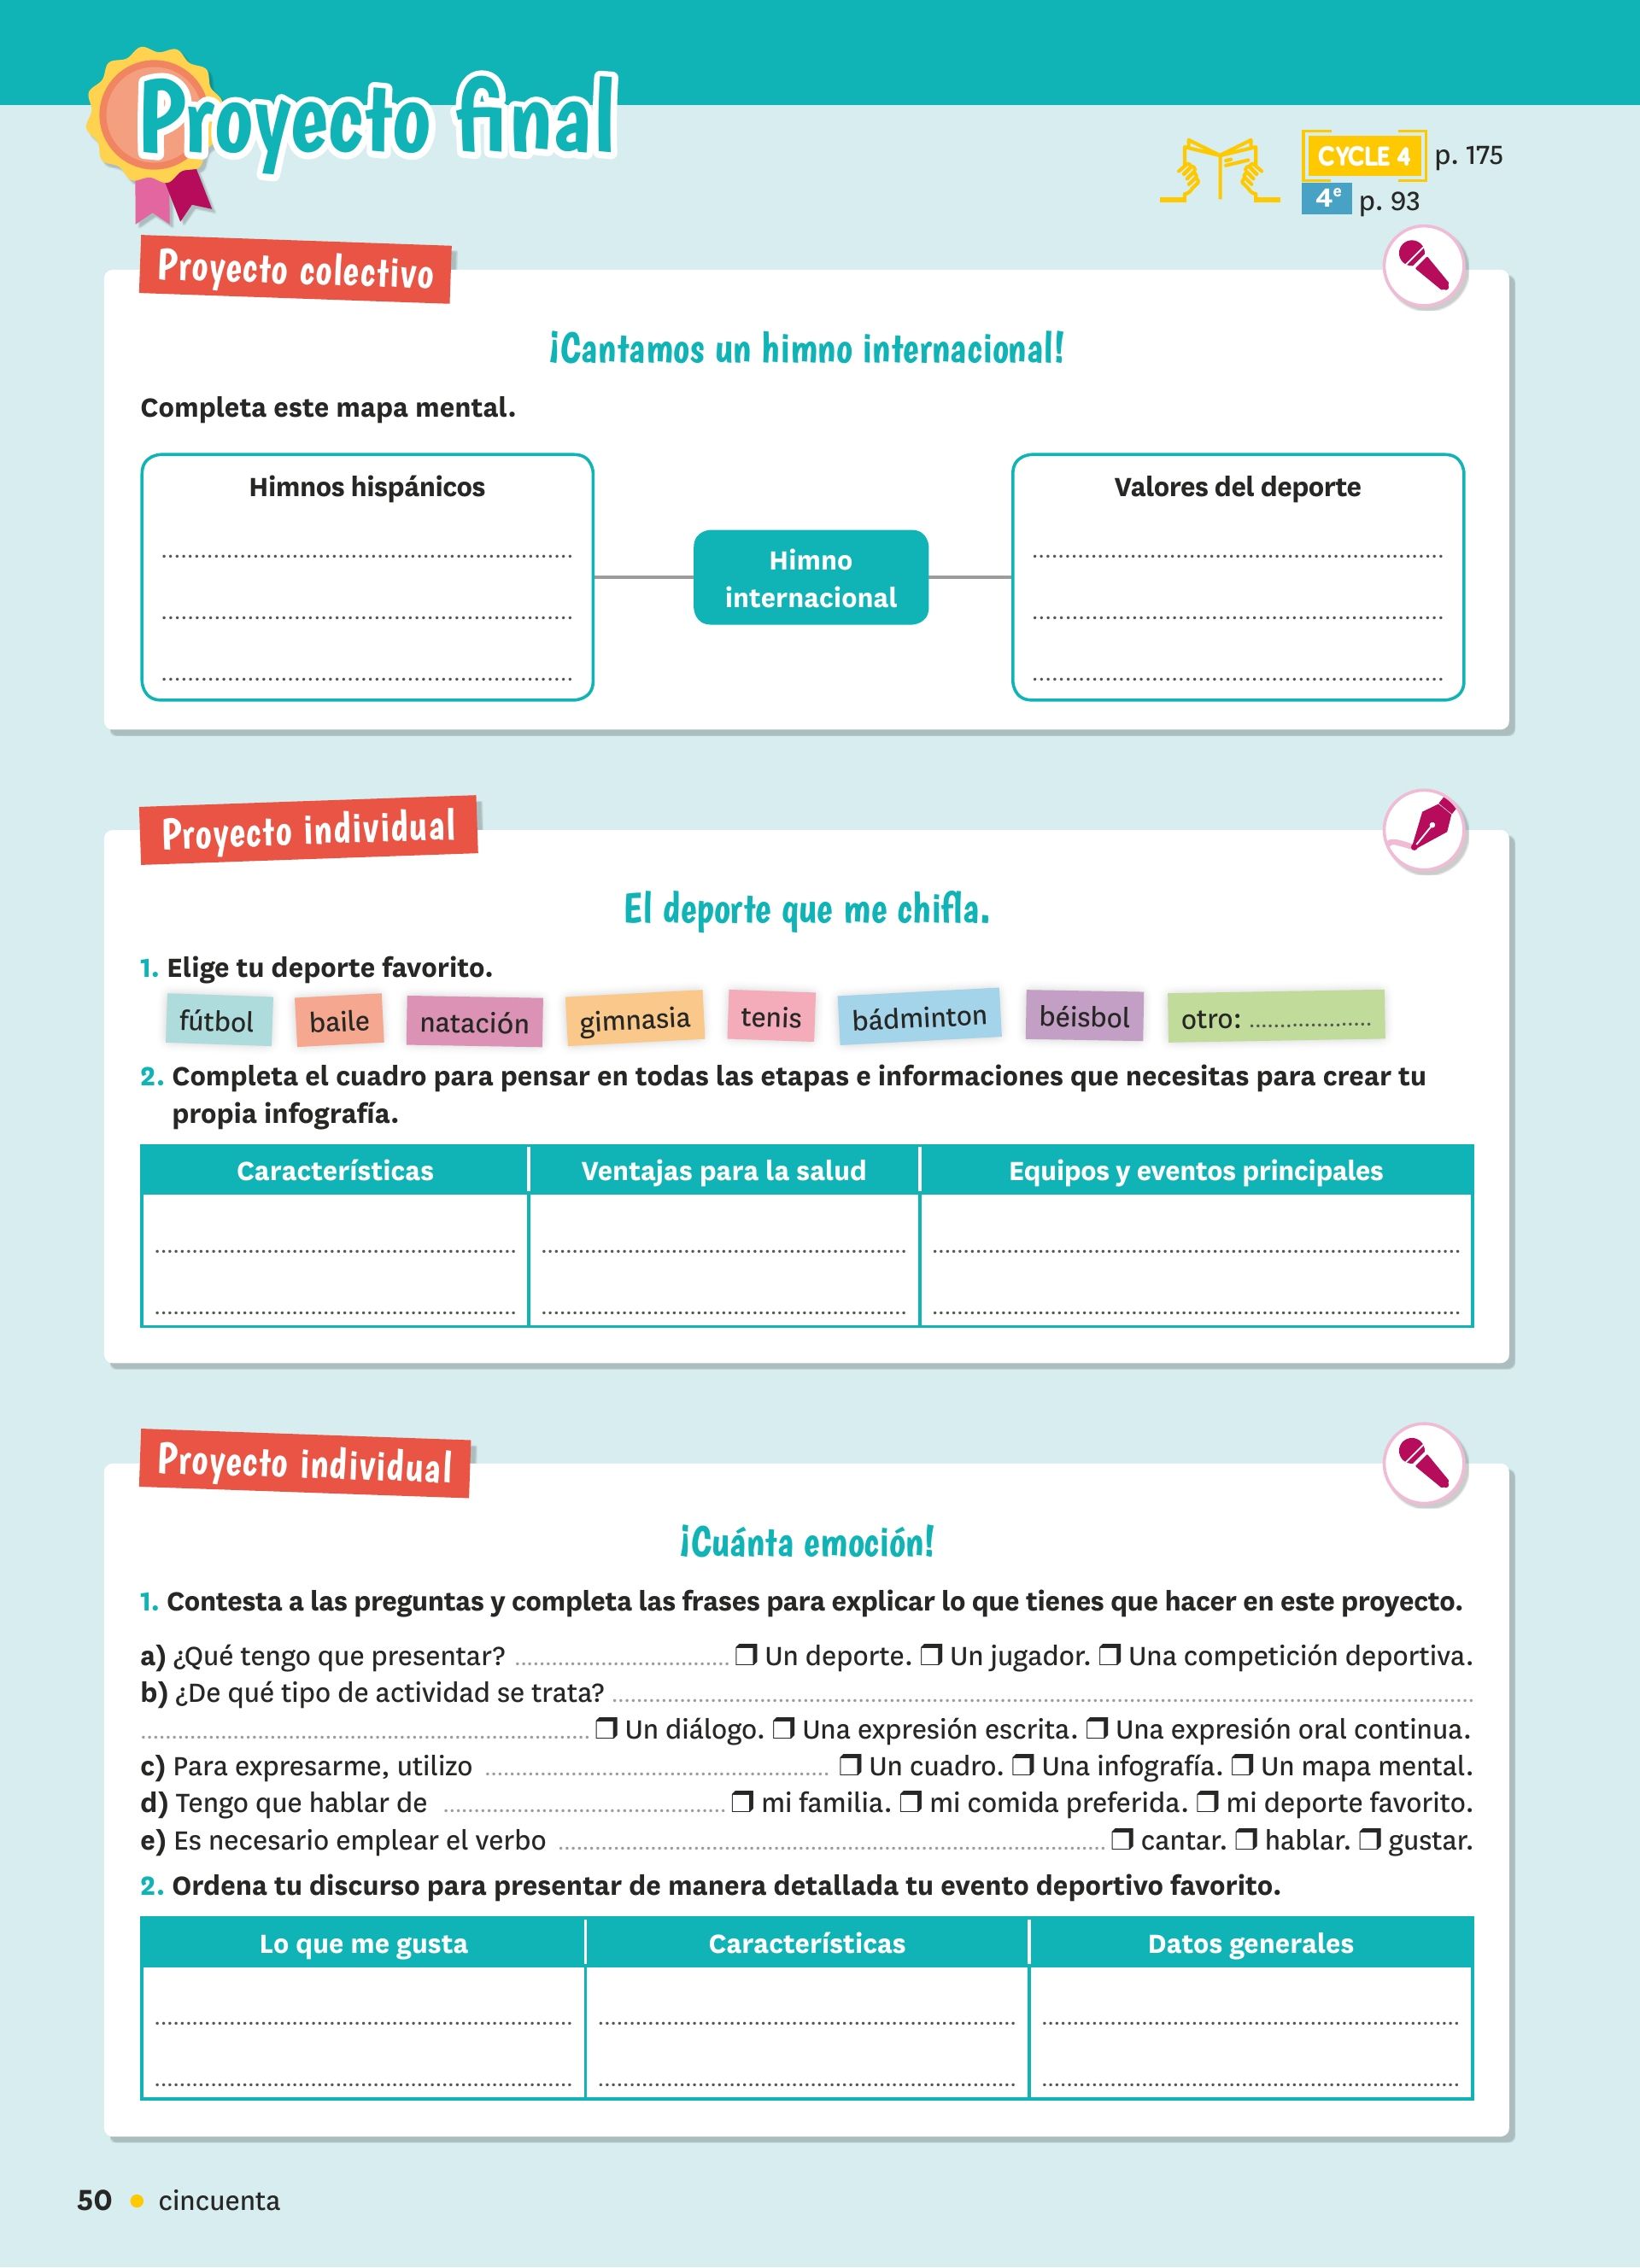 Proyecto final
CYCLE 4 p. 175
4e p. 93
Proyecto colectivo
¡Cantamos un himno internacional!
Completa este mapa mental.
Himnos hispánicos
Himno
internacional
Valores del deporte
Proyecto individual
El deporte que me chifla.
1. Elige tu deporte favorito.
fútbol baile natación gimnasia tenis bádminton béisbol otro: ....................
2. Completa el cuadro para pensar en todas las etapas e informaciones que necesitas para crear tu
propia infografía.
Características Ventajas para la salud Equipos y eventos principales
Proyecto individual
¡Cuánta emoción!
1. Contesta a las preguntas y completa las frases para explicar lo que tienes que hacer en este proyecto.
a) ¿Qué tengo que presentar? .............................. ❒ Un deporte. ❒ Un jugador. ❒ Una competición deportiva.
b) ¿De qué tipo de actividad se trata? ..............................
.............................. ❒ Un diálogo. ❒ Una expresión escrita. ❒ Una expresión oral continua.
c) Para expresarme, utilizo .............................. ❒ Un cuadro. ❒ Una infografía. ❒ Un mapa mental.
d) Tengo que hablar de .............................. ❒ mi familia. ❒ mi comida preferida. ❒ mi deporte favorito.
e) Es necesario emplear el verbo .............................. ❒ cantar. ❒ hablar. ❒ gustar.
2. Ordena tu discurso para presentar de manera detallada tu evento deportivo favorito.
Lo que me gusta Características Datos generales
50 • cincuenta